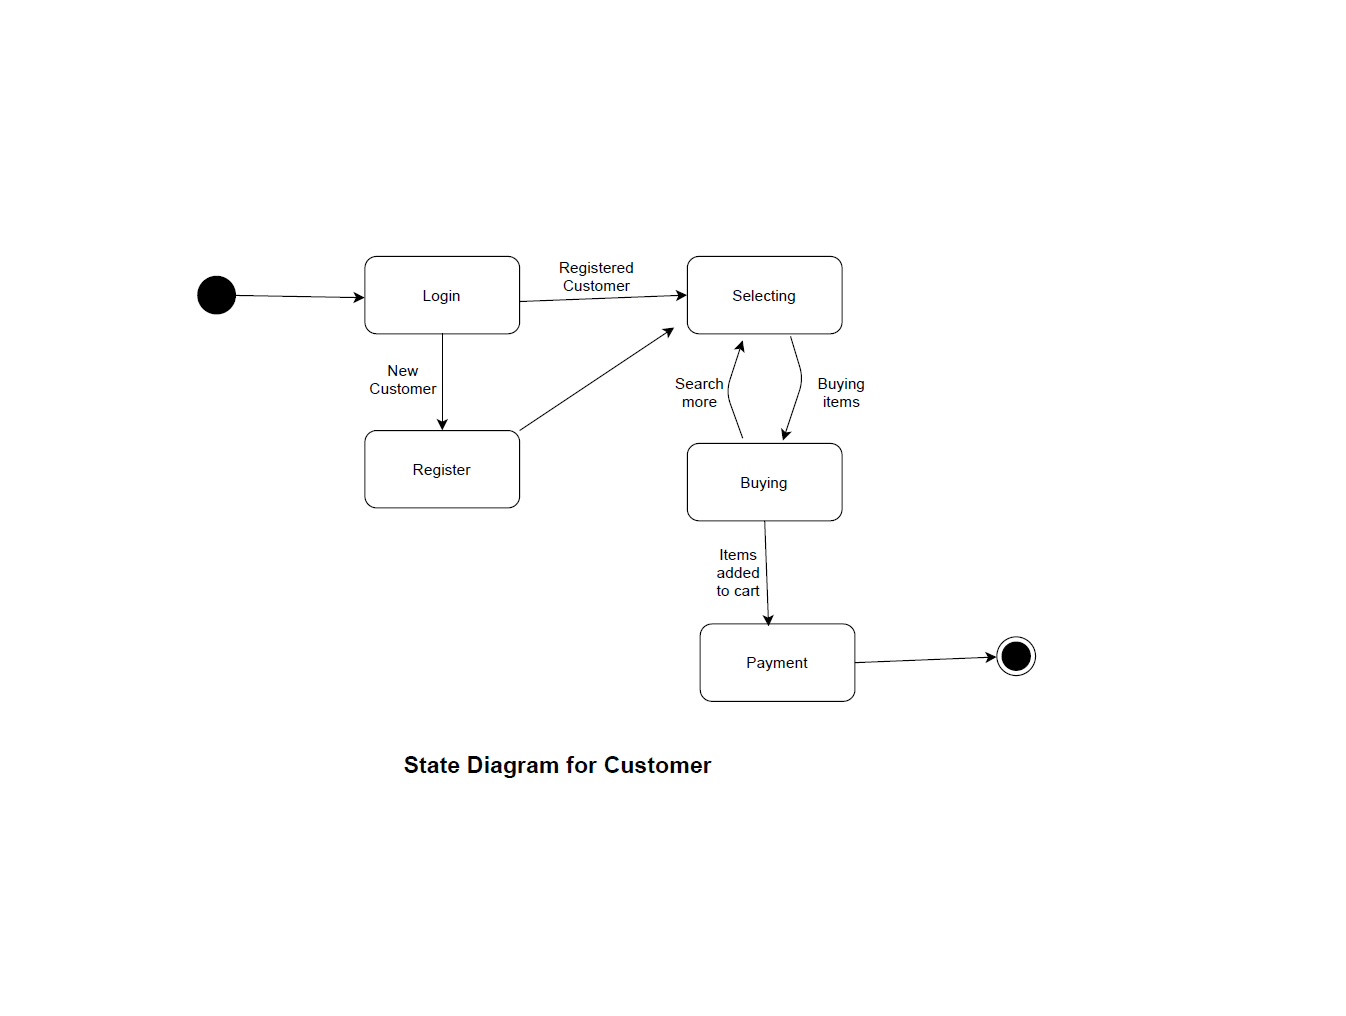 Registered
Customer
Login
Selecting
New
Customer
Search
more
Buying
items
Register
Buying
Items
added
to cart
Payment
State Diagram for Customer